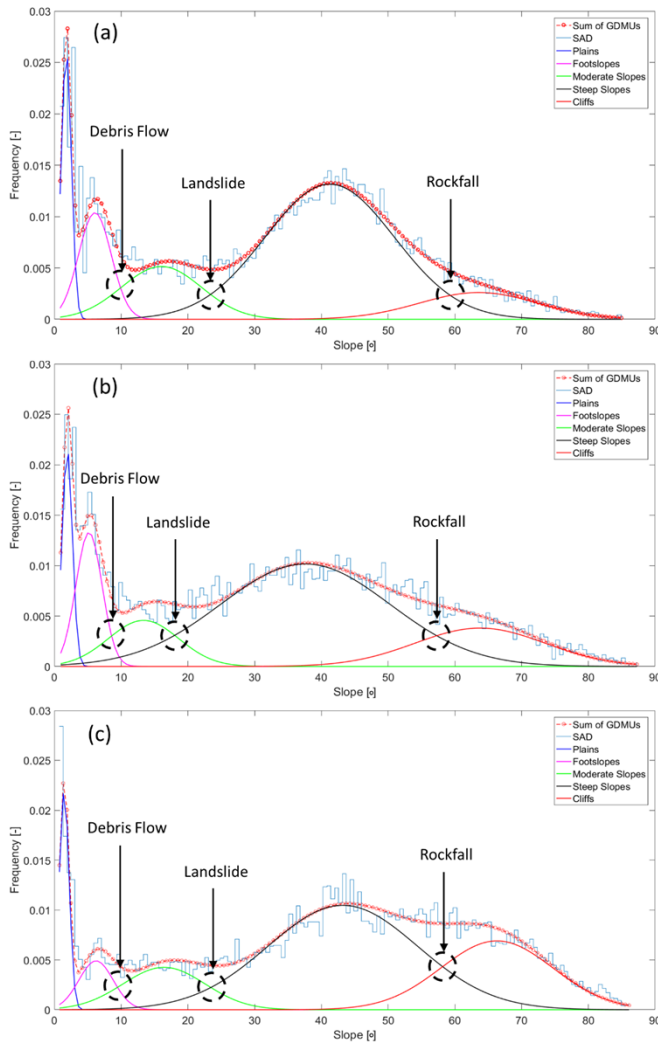 (a)
Frequency [-]
0.03
0.025
0.02
0.015
0.01
0.005
0
Debris Flow
Landslide
Rockfall
Sum of GDMUs
SAD
Plains
Footslopes
Moderate Slopes
Steep Slopes
Cliffs
0 10 20 30 40 50 60 70 80 90
Slope [º]
(b)
Frequency [-]
0.03
0.025
0.02
0.015
0.01
0.005
0
Debris Flow
Landslide
Rockfall
Sum of GDMUs
SAD
Plains
Footslopes
Moderate Slopes
Steep Slopes
Cliffs
0 10 20 30 40 50 60 70 80 90
Slope [º]
(c)
Frequency [-]
0.03
0.025
0.02
0.015
0.01
0.005
0
Debris Flow
Landslide
Rockfall
Sum of GDMUs
SAD
Plains
Footslopes
Moderate Slopes
Steep Slopes
Cliffs
0 10 20 30 40 50 60 70 80 90
Slope [º]